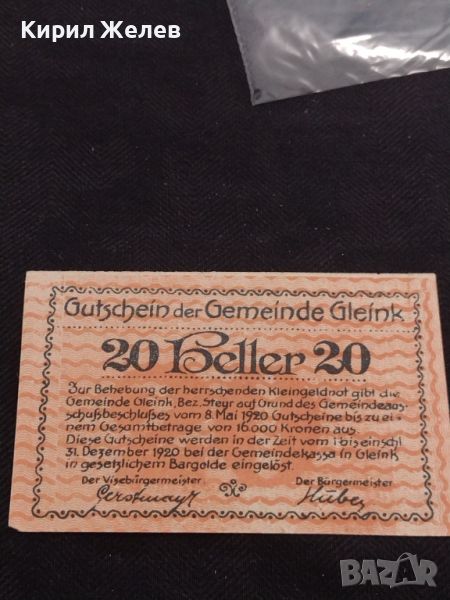 Кирил Желев
Gutschein der Gemeinde Gleink
20 Heller 20
Zur Behebung der herrschenden Kleingeldnot gibt die
Gemeinde Gleink, Bez. Steyr auf Grund des Gemeindeaus-
schußbeschlußes vom 8. Mai 1920 Gutscheine bis zu ei-
nem Gesamtbetrage von 16.000 Kronen aus.
Diese Gutscheine werden in der Zeit vom 1 bis einschl
31. Dezember 1920 bei der Gemeindekassa in Gleink
in gesetzlichem Bargelde eingelöst.
Der Vizebürgermeister: Der Bürgermeister
Huber
BAZAR